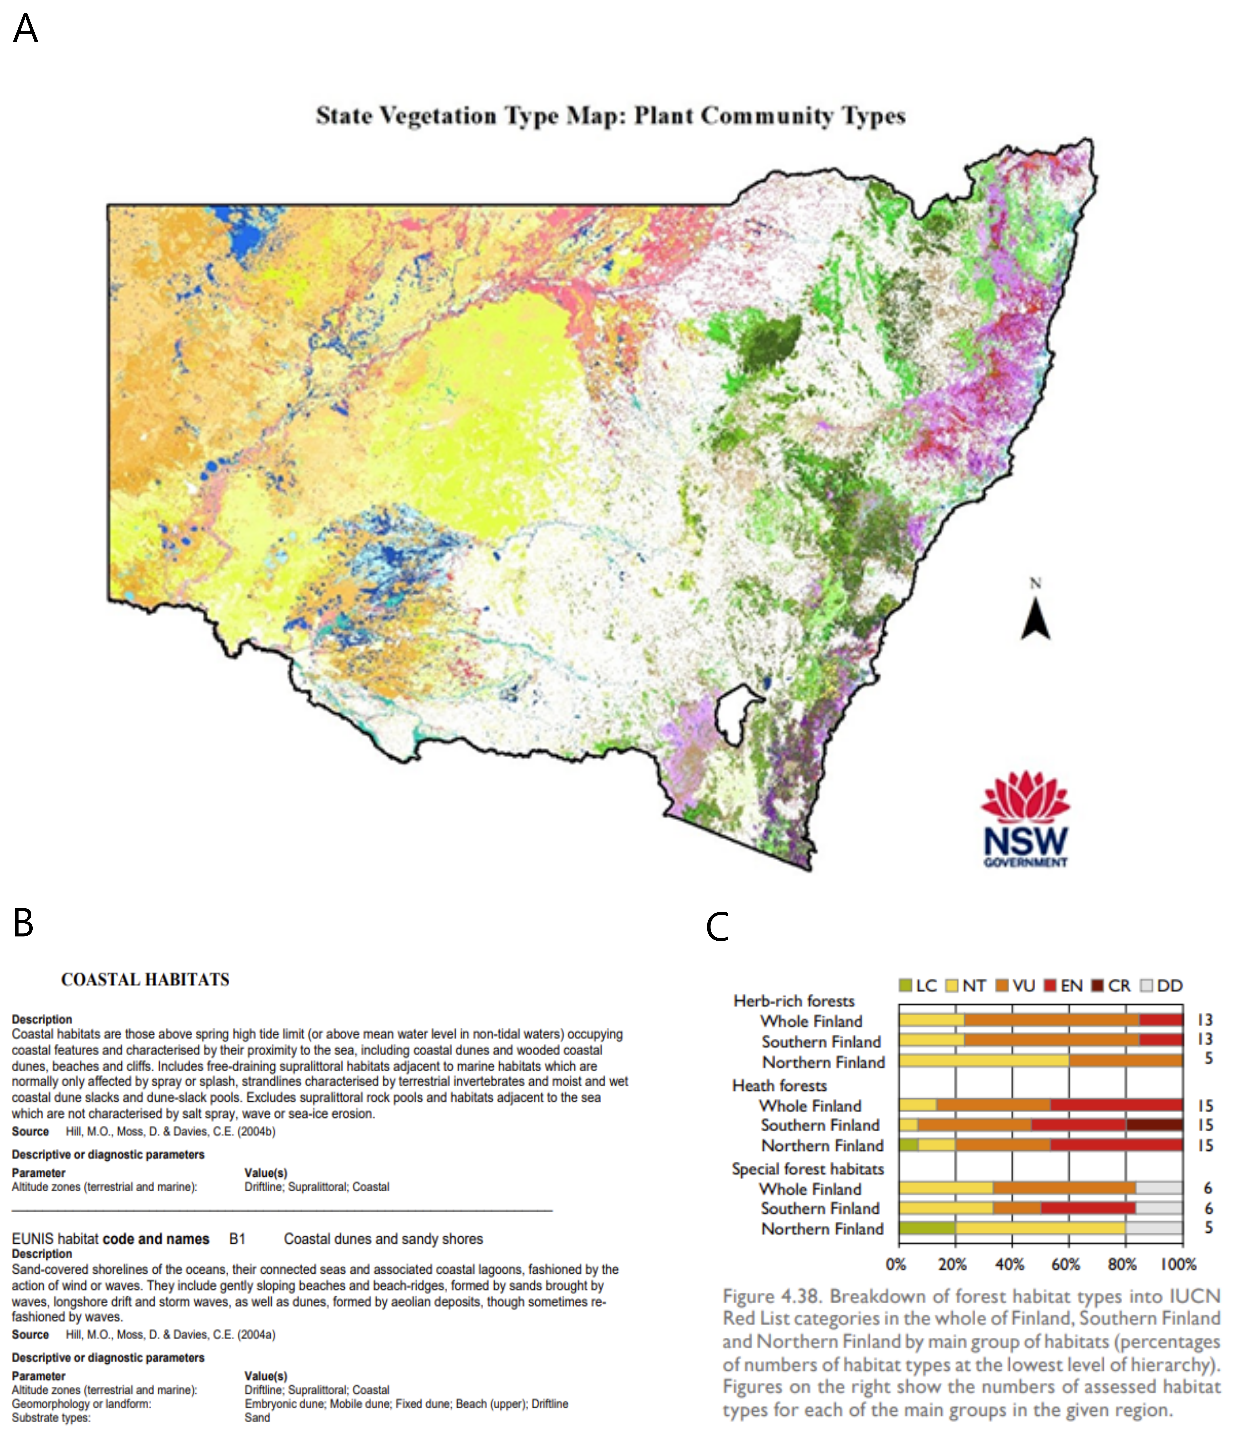 A
State Vegetation Type Map: Plant Community Types
N
NSW
GOVERNMENT
B
COASTAL HABITATS
Description
Coastal habitats are those above spring high tide limit (or above mean water level in non-tidal waters) occupying
coastal features and characterised by their proximity to the sea, including coastal dunes and wooded coastal
dunes, beaches and cliffs. Includes free-draining supralittoral habitats adjacent to marine habitats which are
normally only affected by spray or splash, strandlines characterised by terrestrial invertebrates and moist and wet
coastal dune slacks and dune-slack pools. Excludes supralittoral rock pools and habitats adjacent to the sea
which are not characterised by salt spray, wave or sea-ice erosion.
Source Hill, M.O., Moss, D. & Davies, C.E. (2004b)
Descriptive or diagnostic parameters
Parameter Value(s)
Altitude zones (terrestrial and marine): Driftline; Supralittoral; Coastal
EUNIS habitat code and names B1 Coastal dunes and sandy shores
Description
Sand-covered shorelines of the oceans, their connected seas and associated coastal lagoons, fashioned by the
action of wind or waves. They include gently sloping beaches and beach-ridges, formed by sands brought by
waves, longshore drift and storm waves, as well as dunes, formed by aeolian deposits, though sometimes re-
fashioned by waves.
Source Hill, M.O., Moss, D. & Davies, C.E. (2004a)
Descriptive or diagnostic parameters
Parameter Value(s)
Altitude zones (terrestrial and marine): Driftline; Supralittoral; Coastal
Geomorphology or landform: Embryonic dune; Mobile dune; Fixed dune; Beach (upper); Driftline
Substrate types: Sand
C
LC NT VU EN CR DD
Herb-rich forests
Whole Finland 13
Southern Finland 13
Northern Finland 5
Heath forests
Whole Finland 15
Southern Finland 15
Northern Finland 15
Special forest habitats
Whole Finland 6
Southern Finland 6
Northern Finland 5
0% 20% 40% 60% 80% 100%
Figure 4.38. Breakdown of forest habitat types into IUCN
Red List categories in the whole of Finland, Southern Finland
and Northern Finland by main group of habitats (percentages
of numbers of habitat types at the lowest level of hierarchy).
Figures on the right show the numbers of assessed habitat
types for each of the main groups in the given region.